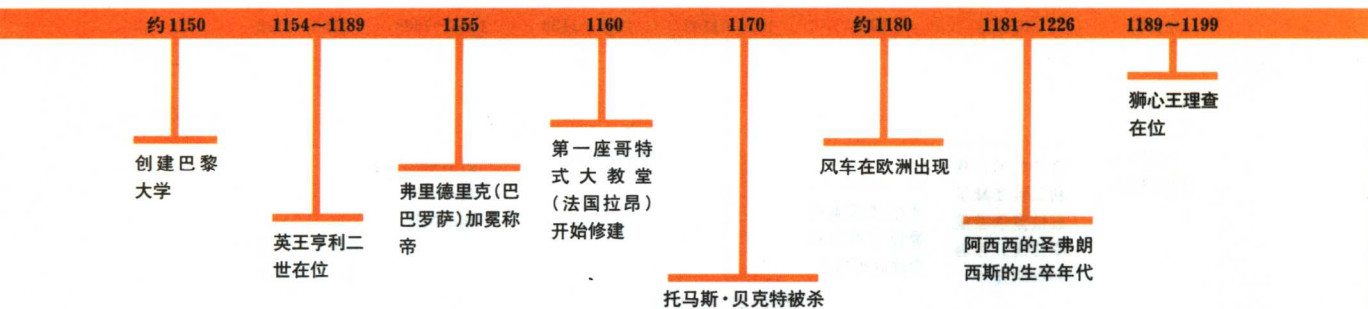 约1150
1154~1189
1155
1160
1170
约1180
1181~1226
1189~1199
创建巴黎
大学
英王亨利二
世在位
弗里德里克(巴
巴罗萨)加冕称
帝
第一座哥特
式大教堂
(法国拉昂)
开始修建
托马斯·贝克特被杀
风车在欧洲出现
阿西西的圣弗朗
西斯的生卒年代
狮心王理查
在位